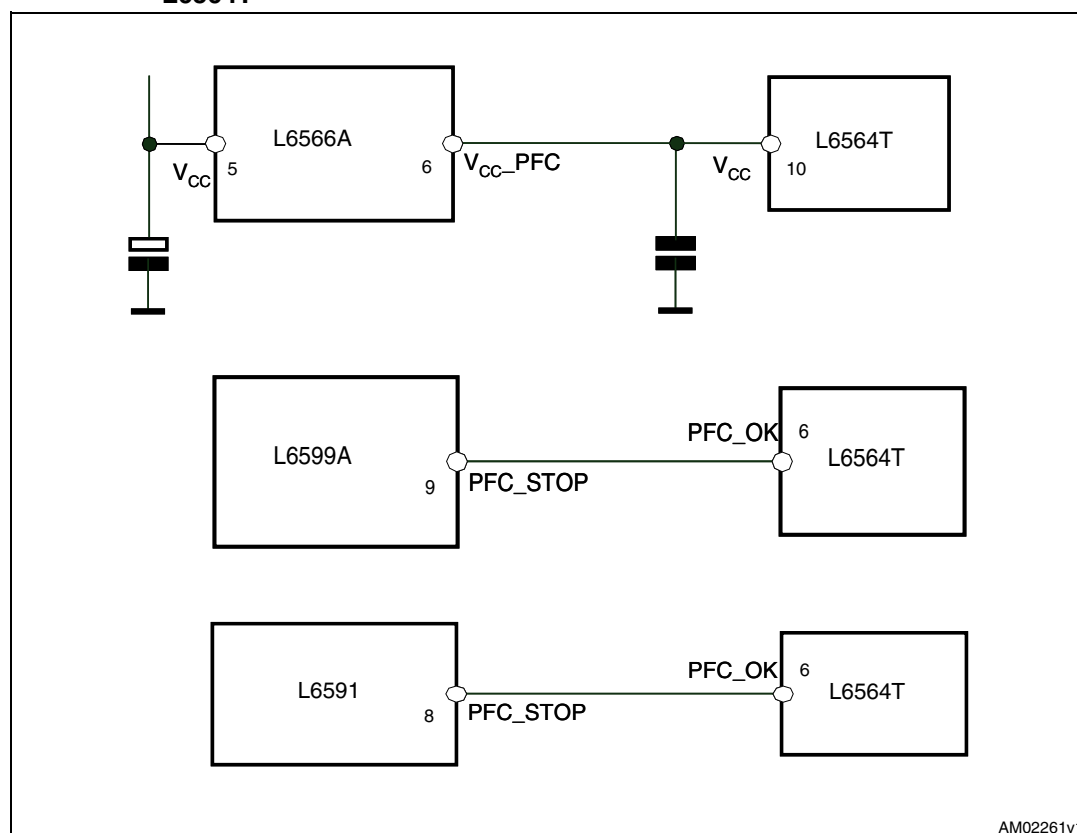 L6566A
L6564T
V_CC 5
6 V_CC_PFC
V_CC 10
PFC_OK 6
L6599A
L6564T
9 PFC_STOP
PFC_OK 6
L6591
L6564T
8 PFC_STOP